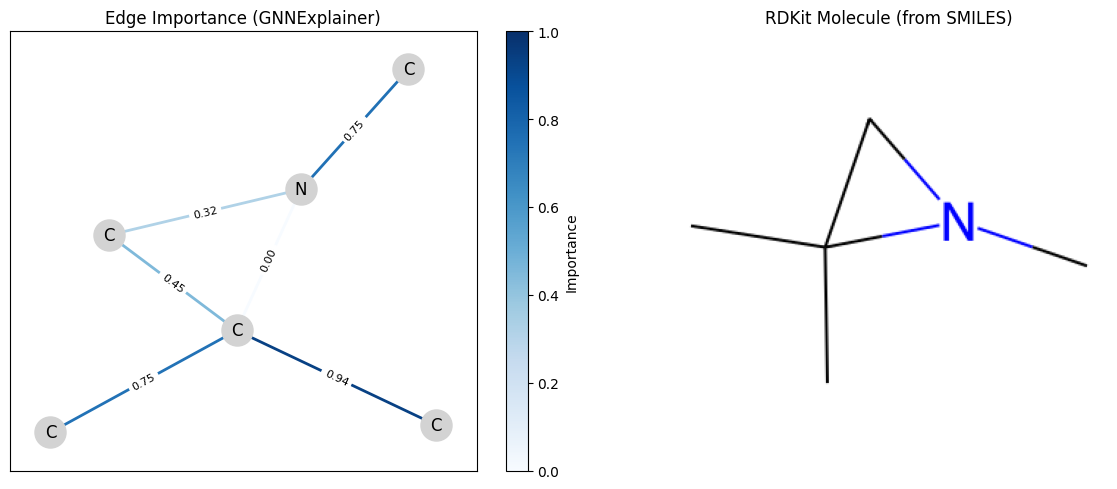 Edge Importance (GNNExplainer)
C
0.75
N
0.32
C
0.00
0.45
C
0.75
0.94
C
C
1.0
0.8
0.6
0.4
0.2
0.0
Importance
RDKit Molecule (from SMILES)
N